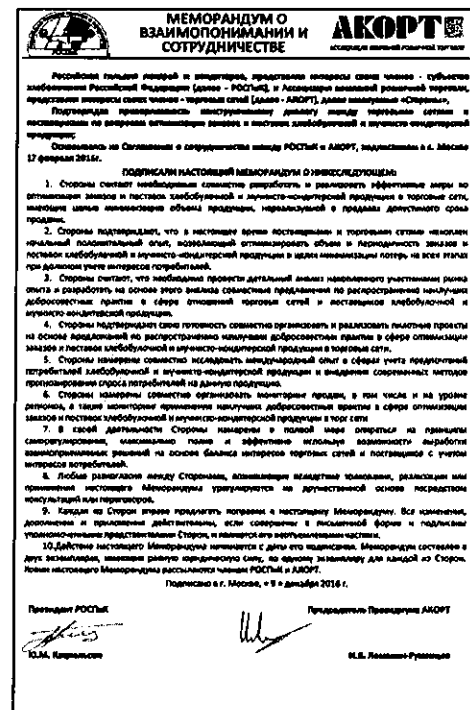 МЕМОРАНДУМ О
ВЗАИМОПОНИМАНИИ И
СОТРУДНИЧЕСТВЕ
АКОРТ
Российская гильдия пекарей и кондитеров, представляя интересы своих членов - субъектов
хлебопечения Российской Федерации (далее - РОСПиК), и Ассоциация компаний розничной торговли,
представляя интересы своих членов - торговых сетей (далее - АКОРТ), далее именуемые «Стороны»,
Подтверждая приверженность конструктивному диалогу между торговыми сетями и
поставщиками по вопросам оптимизации заказов и поставок хлебобулочной и мучнисто-кондитерской
продукции;
Основываясь на Соглашении о сотрудничестве между РОСПиК и АКОРТ, подписанном в г. Москве
17 февраля 2016г.
ПОДПИСАЛИ НАСТОЯЩИЙ МЕМОРАНДУМ О НИЖЕСЛЕДУЮЩЕМ:
1. Стороны считают необходимым совместно разработать и реализовать эффективные меры по
оптимизации заказов и поставок хлебобулочной и мучнисто-кондитерской продукции в торговые сети,
имеющие целью минимизацию объема продукции, нереализуемой в пределах допустимого срока
продажи.
2. Стороны подтверждают, что в настоящее время поставщиками и торговыми сетями накоплен
начальный положительный опыт, позволяющий оптимизировать объем и периодичность заказов и
поставок хлебобулочной и мучнисто-кондитерской продукции в целях минимизации потерь на всех этапах
при должном учете интересов потребителей.
3. Стороны считают, что необходимо провести детальный анализ накопленного участниками рынка
опыта и разработать на основе этого анализа совместные предложения по распространению наилучших
добросовестных практик в сфере отношений торговых сетей и поставщиков хлебобулочной и
мучнисто-кондитерской продукции.
4. Стороны подтверждают свою готовность совместно организовать и реализовать пилотные проекты
на основе предложений по распространению наилучших добросовестных практик в сфере оптимизации
заказов и поставок хлебобулочной и мучнисто-кондитерской продукции в торговые сети.
5. Стороны намерены совместно исследовать международный опыт в сферах учета предпочтений
потребителей хлебобулочной и мучнисто-кондитерской продукции и внедрения современных методов
прогнозирования спроса потребителей на данную продукцию.
6. Стороны намерены совместно организовать мониторинг продаж, в том числе и на уровне
регионов, а также мониторинг применения наилучших добросовестных практик в сфере оптимизации
заказов и поставок хлебобулочной и мучнисто-кондитерской продукции в торг сети
7. В своей деятельности Стороны намерены в полной мере опираться на принципы
саморегулирования, максимально полно и эффективно используя возможности выработки
взаимоприемлемых решений на основе баланса интересов торговых сетей и поставщиков с учетом
интересов потребителей.
8. Любые разногласия между Сторонами, возникающие вследствие толкования, реализации или
применения настоящего Меморандума урегулируются на дружественной основе посредством
консультаций или переговоров.
9. Каждая из Сторон вправе предлагать поправки к настоящему Меморандуму. Все изменения,
дополнения и приложения действительны, если совершены в письменной форме и подписаны
уполномоченными представителями Сторон, и являются его неотъемлемыми частями.
10. Действие настоящего Меморандума начинается с даты его подписания. Меморандум составлен в
двух экземплярах, имеющих равную юридическую силу, по одному экземпляру для каждой из Сторон.
Копии настоящего Меморандума рассылаются членам РОСПиК и АКОРТ.
Подписано в г. Москве, « 9 » декабря 2016 г.
Президент РОСПиК
Председатель Президиума АКОРТ
Ю.М. Кацнельсон